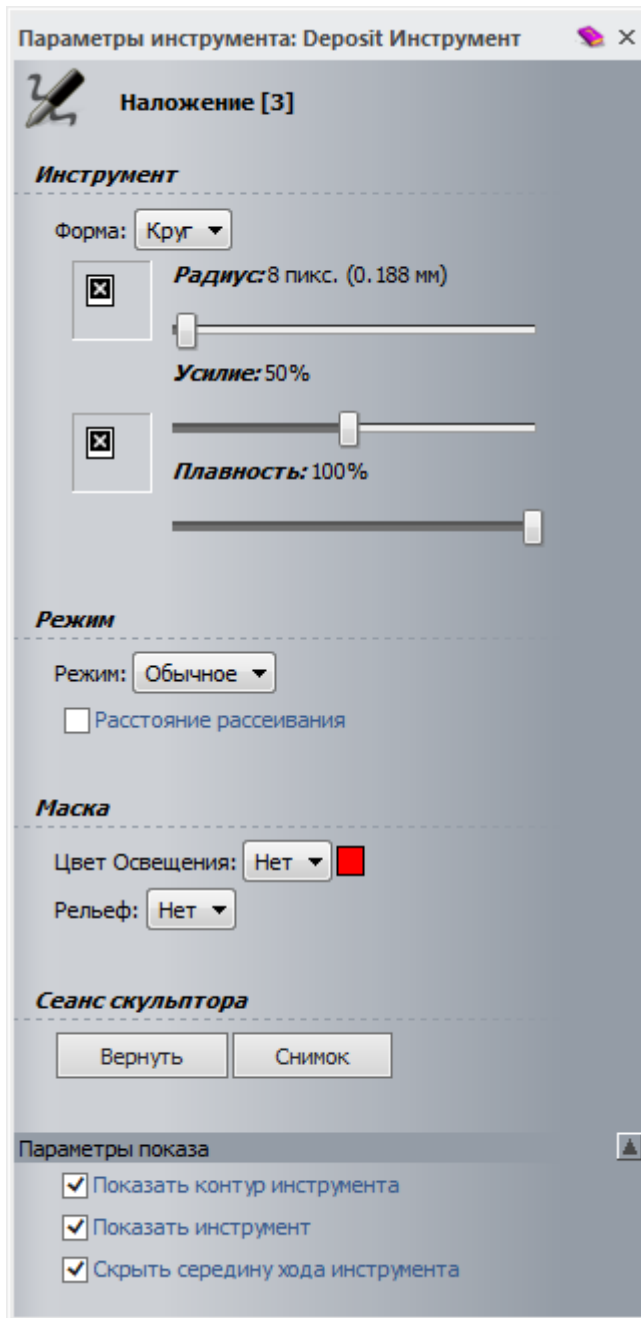 Параметры инструмента: Deposit Инструмент
Наложение [3]
Инструмент
Форма: Круг
Радиус: 8 пикс. (0.188 мм)
Усилие: 50%
Плавность: 100%
Режим
Режим: Обычное
Расстояние рассеивания
Маска
Цвет Освещения: Нет
Рельеф: Нет
Сеанс скульптора
Вернуть Снимок
Параметры показа
Показать контур инструмента
Показать инструмент
Скрыть середину хода инструмента